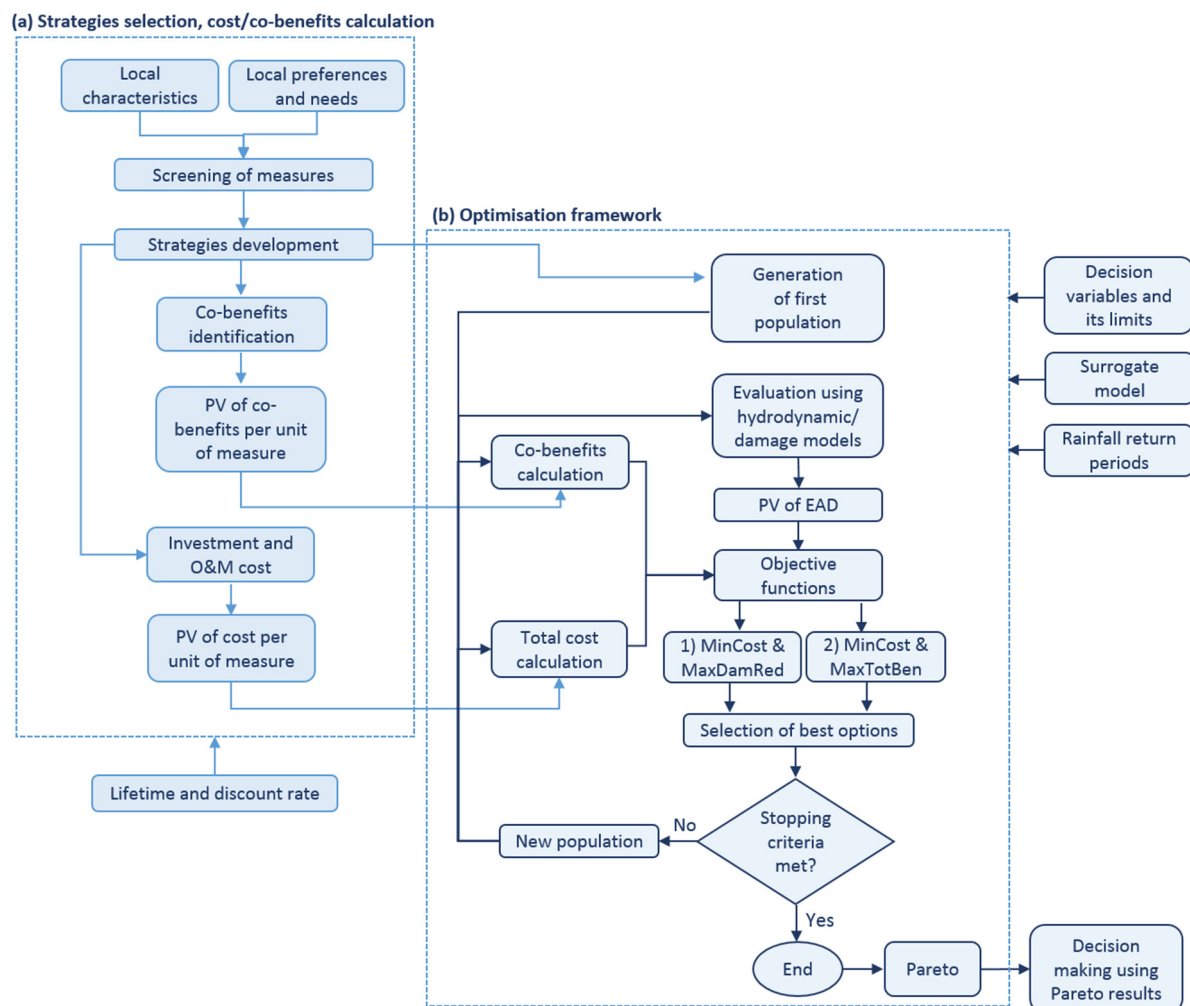 (a) Strategies selection, cost/co-benefits calculation
Local
characteristics
Local preferences
and needs
Screening of measures
Strategies development
Co-benefits
identification
PV of co-
benefits per unit
of measure
Investment and
O&M cost
PV of cost per
unit of measure
Lifetime and discount rate
(b) Optimisation framework
Generation
of first
population
Evaluation using
hydrodynamic/
damage models
Co-benefits
calculation
PV of EAD
Objective
functions
Total cost
calculation
1) MinCost &
MaxDamRed
2) MinCost &
MaxTotBen
Selection of best options
Stopping
criteria
met?
No
New population
Yes
End
Pareto
Decision
variables and
its limits
Surrogate
model
Rainfall return
periods
Decision
making using
Pareto results